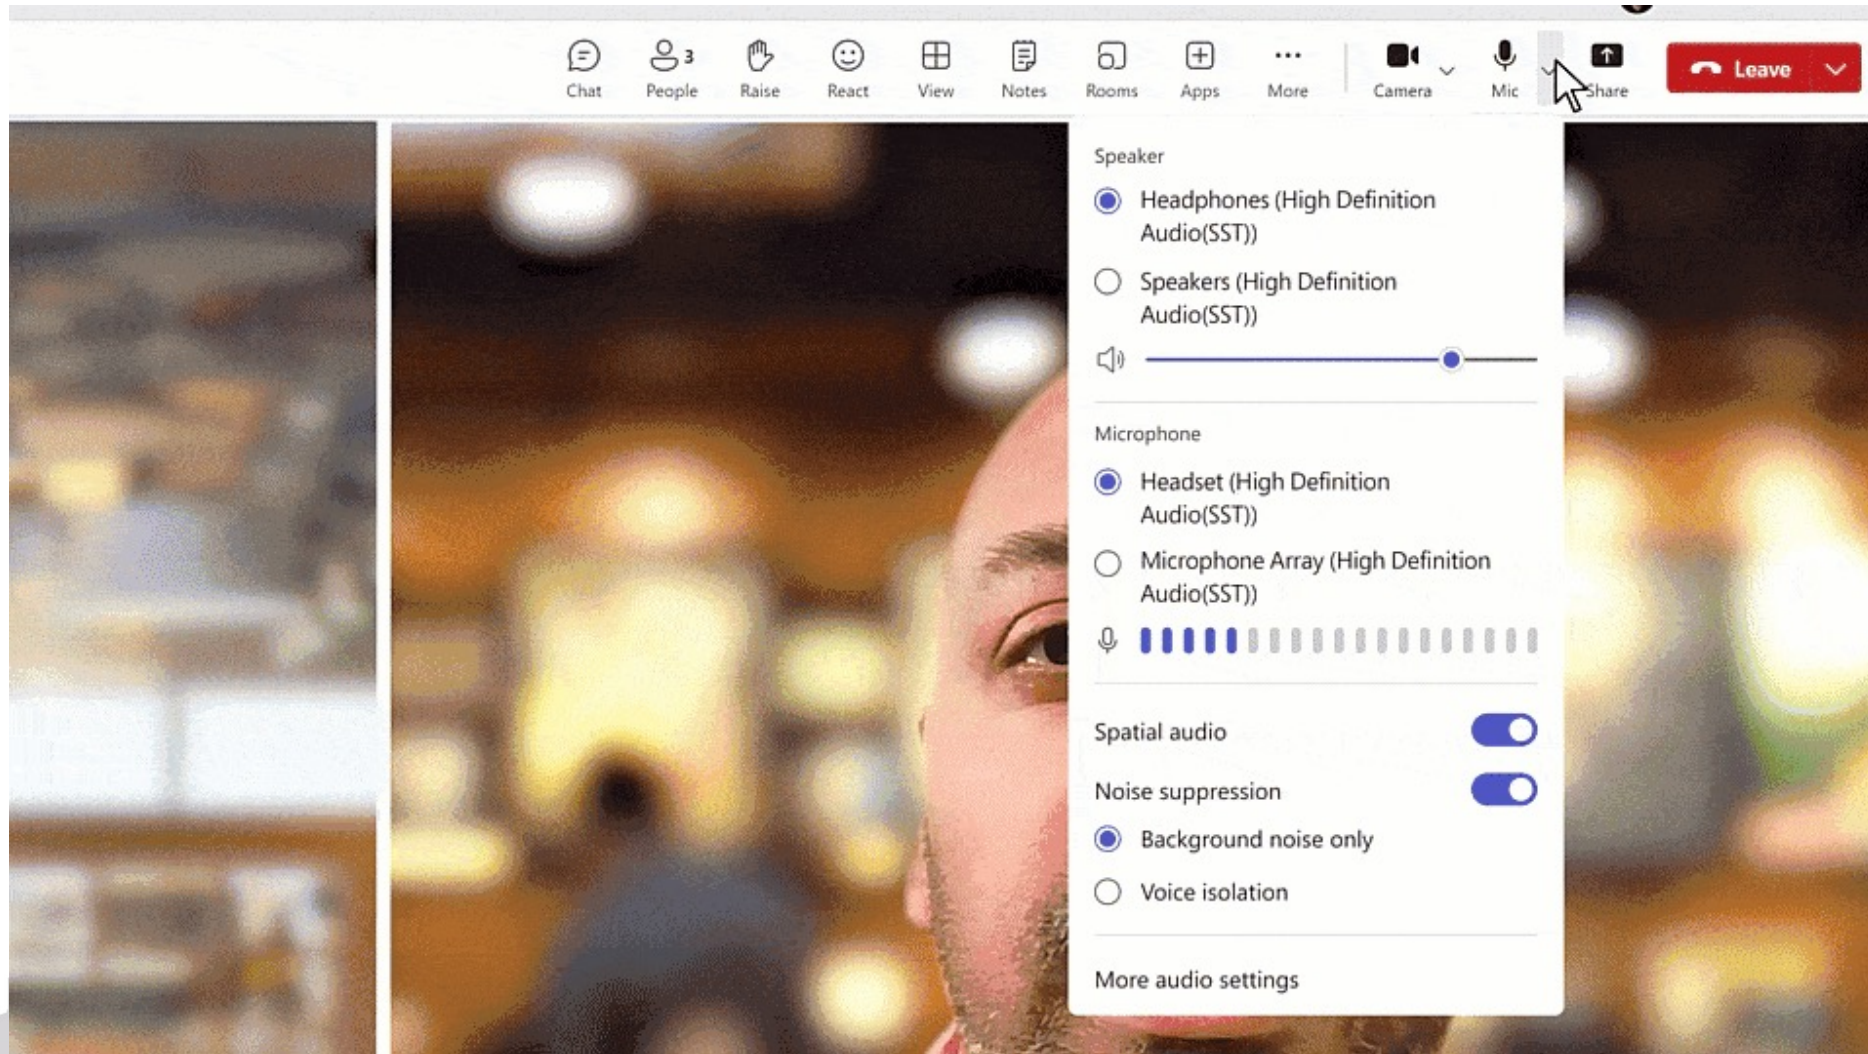 3
Chat People Raise React View Notes Rooms Apps More Camera Mic Share Leave
Speaker
Headphones (High Definition
Audio(SST))
Speakers (High Definition
Audio(SST))
Microphone
Headset (High Definition
Audio(SST))
Microphone Array (High Definition
Audio(SST))
Spatial audio
Noise suppression
Background noise only
Voice isolation
More audio settings